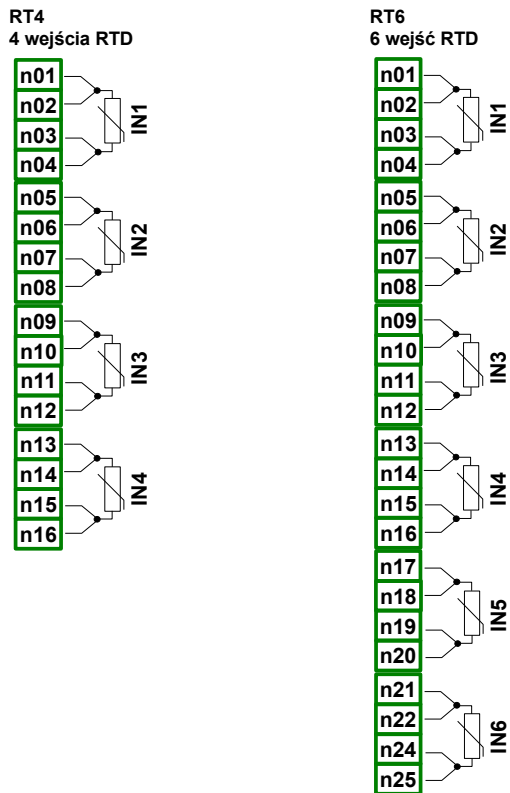 RT4
4 wejścia RTD
n01
n02
n03
n04
IN1
n05
n06
n07
n08
IN2
n09
n10
n11
n12
IN3
n13
n14
n15
n16
IN4
RT6
6 wejść RTD
n01
n02
n03
n04
IN1
n05
n06
n07
n08
IN2
n09
n10
n11
n12
IN3
n13
n14
n15
n16
IN4
n17
n18
n19
n20
IN5
n21
n22
n24
n25
IN6